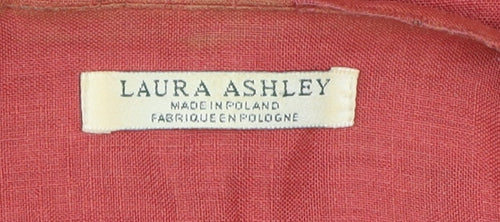 LAURA ASHLEY
MADE IN POLAND
FABRIQUE EN POLOGNE